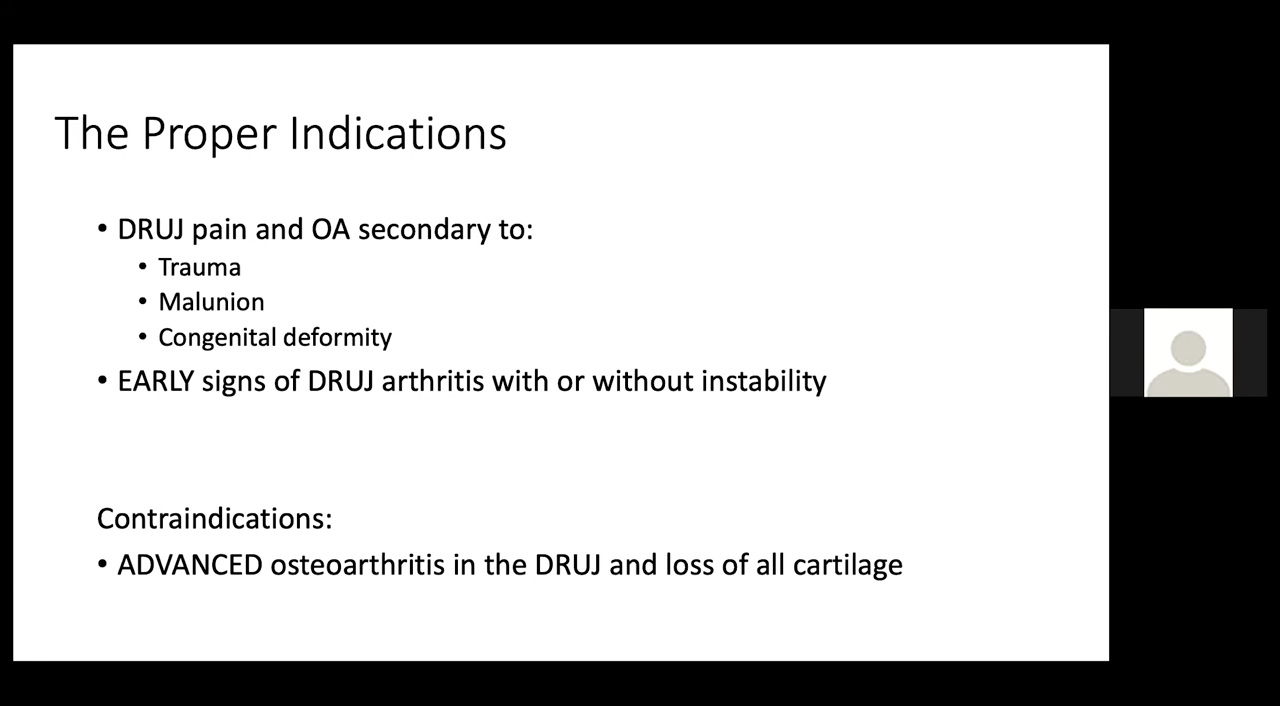 The Proper Indications
• DRUJ pain and OA secondary to:
• Trauma
• Malunion
• Congenital deformity
• EARLY signs of DRUJ arthritis with or without instability
Contraindications:
• ADVANCED osteoarthritis in the DRUJ and loss of all cartilage